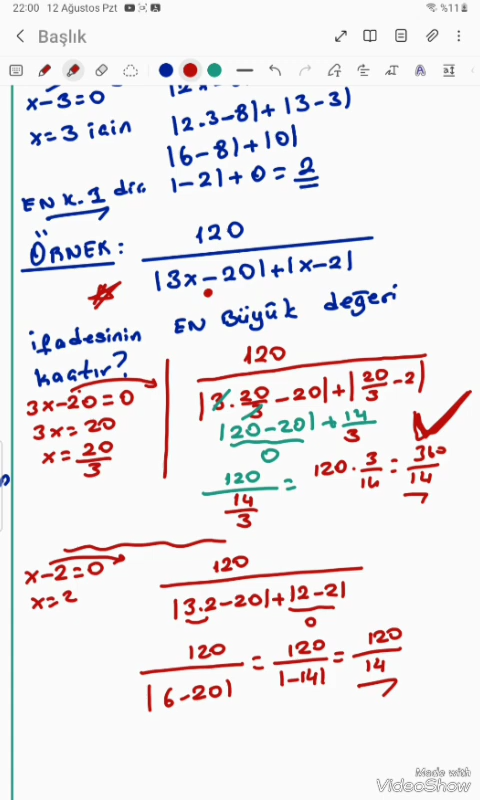 22:00 12 Ağustos Pzt %11
Başlık
x-3=0
x=3 için |2.3-8|+|3-3|
|6-8|+|0|
EN K. 1 dir |-2|+0=2
ÖRNEK: 120
|3x-20|+|x-2|
ifadesinin EN Büyük değeri
kaçtır?
120
3x-20=0 |3.20/3-20|+|20/3-2|
3x=20 |20-20|+14/3
x=20/3 0
120/(14/3) = 120.3/14=360/14
x-2=0 120
x=2 |3.2-20|+|2-2|
0
120/|6-20| = 120/|-14| = 120/14
Made with
VideoShow